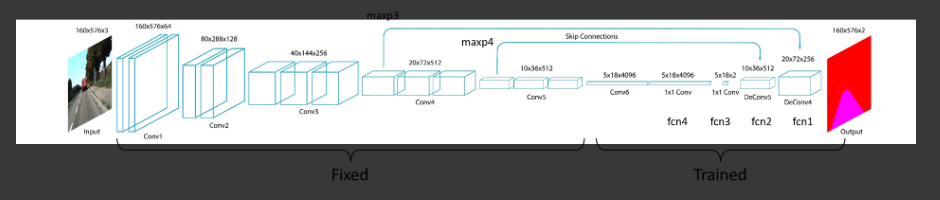 maxp3
160x576x3
160x576x64
80x288x128
40x144x256
maxp4
Skip Connections
160x576x2
20x72x512
10x36x512
5x18x4096
5x18x4096
5x18x2
10x36x512
20x72x256
Input
Conv1
Conv2
Conv3
Conv4
Conv5
Conv6
1x1 Conv
1x1 Conv
DeConv5
DeConv4
Output
fcn4
fcn3
fcn2
fcn1
Fixed
Trained